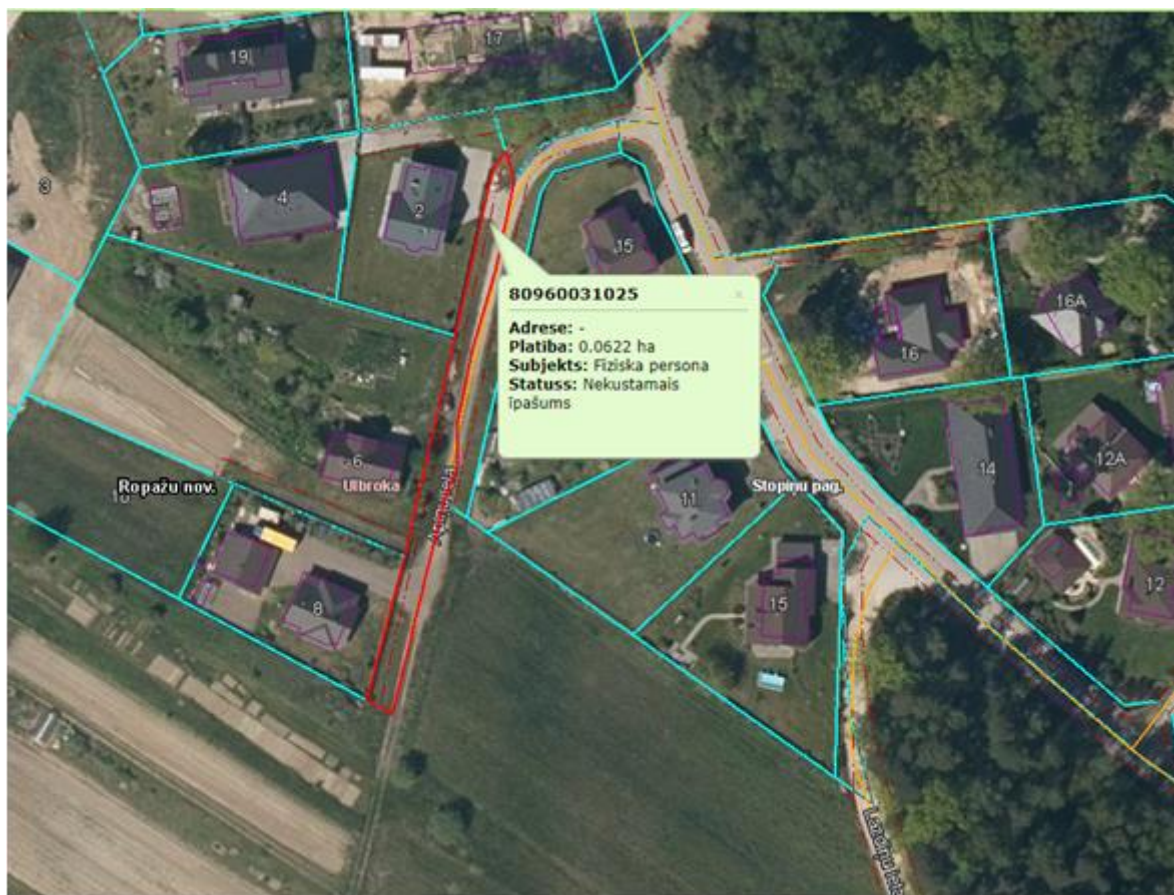 17
19
3
4
2
15
80960031025
Adrese: -
Platība: 0.0622 ha
Subjekts: Fiziska persona
Statuss: Nekustamais
īpašums
16A
16
6
14
12A
Ropažu nov.
Ulbroka
11
Stopiņu pag.
8
15
12